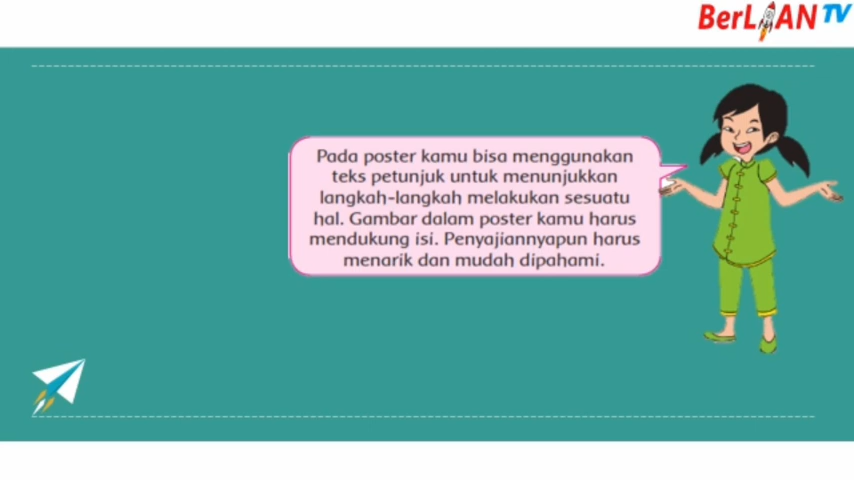 BerLIAN TV
Pada poster kamu bisa menggunakan
teks petunjuk untuk menunjukkan
langkah-langkah melakukan sesuatu
hal. Gambar dalam poster kamu harus
mendukung isi. Penyajiannyapun harus
menarik dan mudah dipahami.